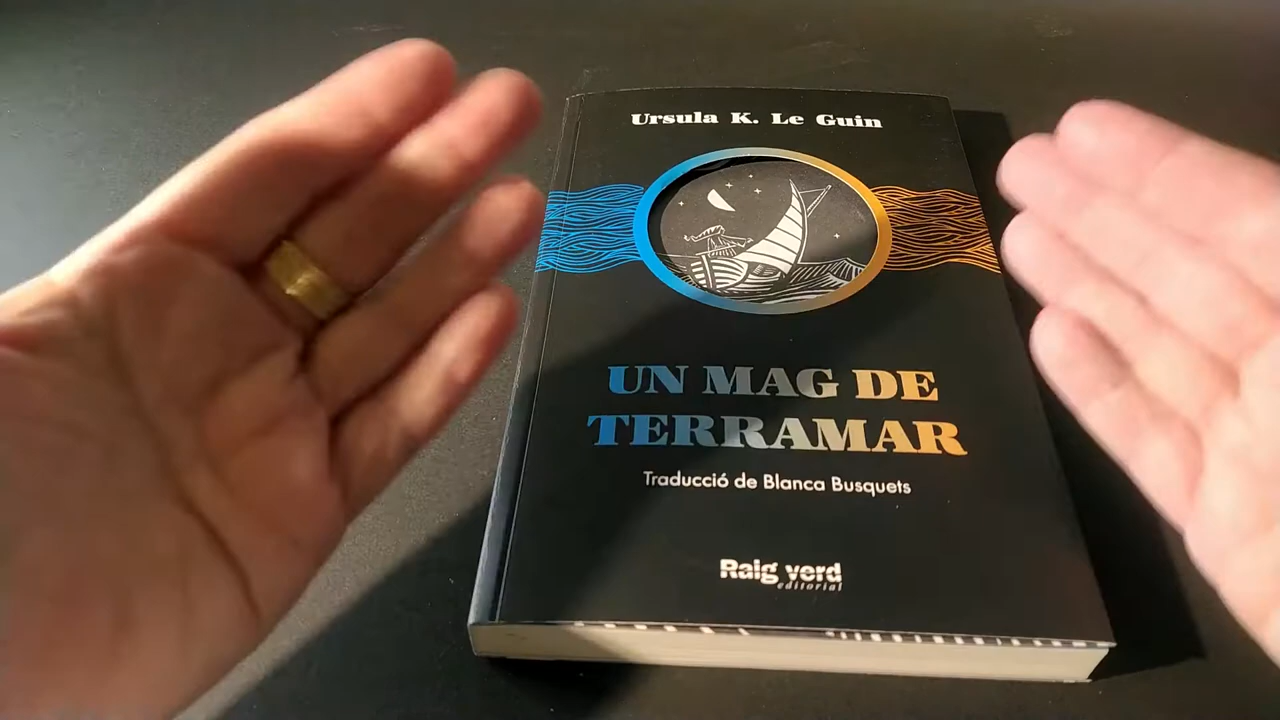 Ursula K. Le Guin
UN MAG DE
TERRAMAR
Traducció de Blanca Busquets
Raig verd
editorial